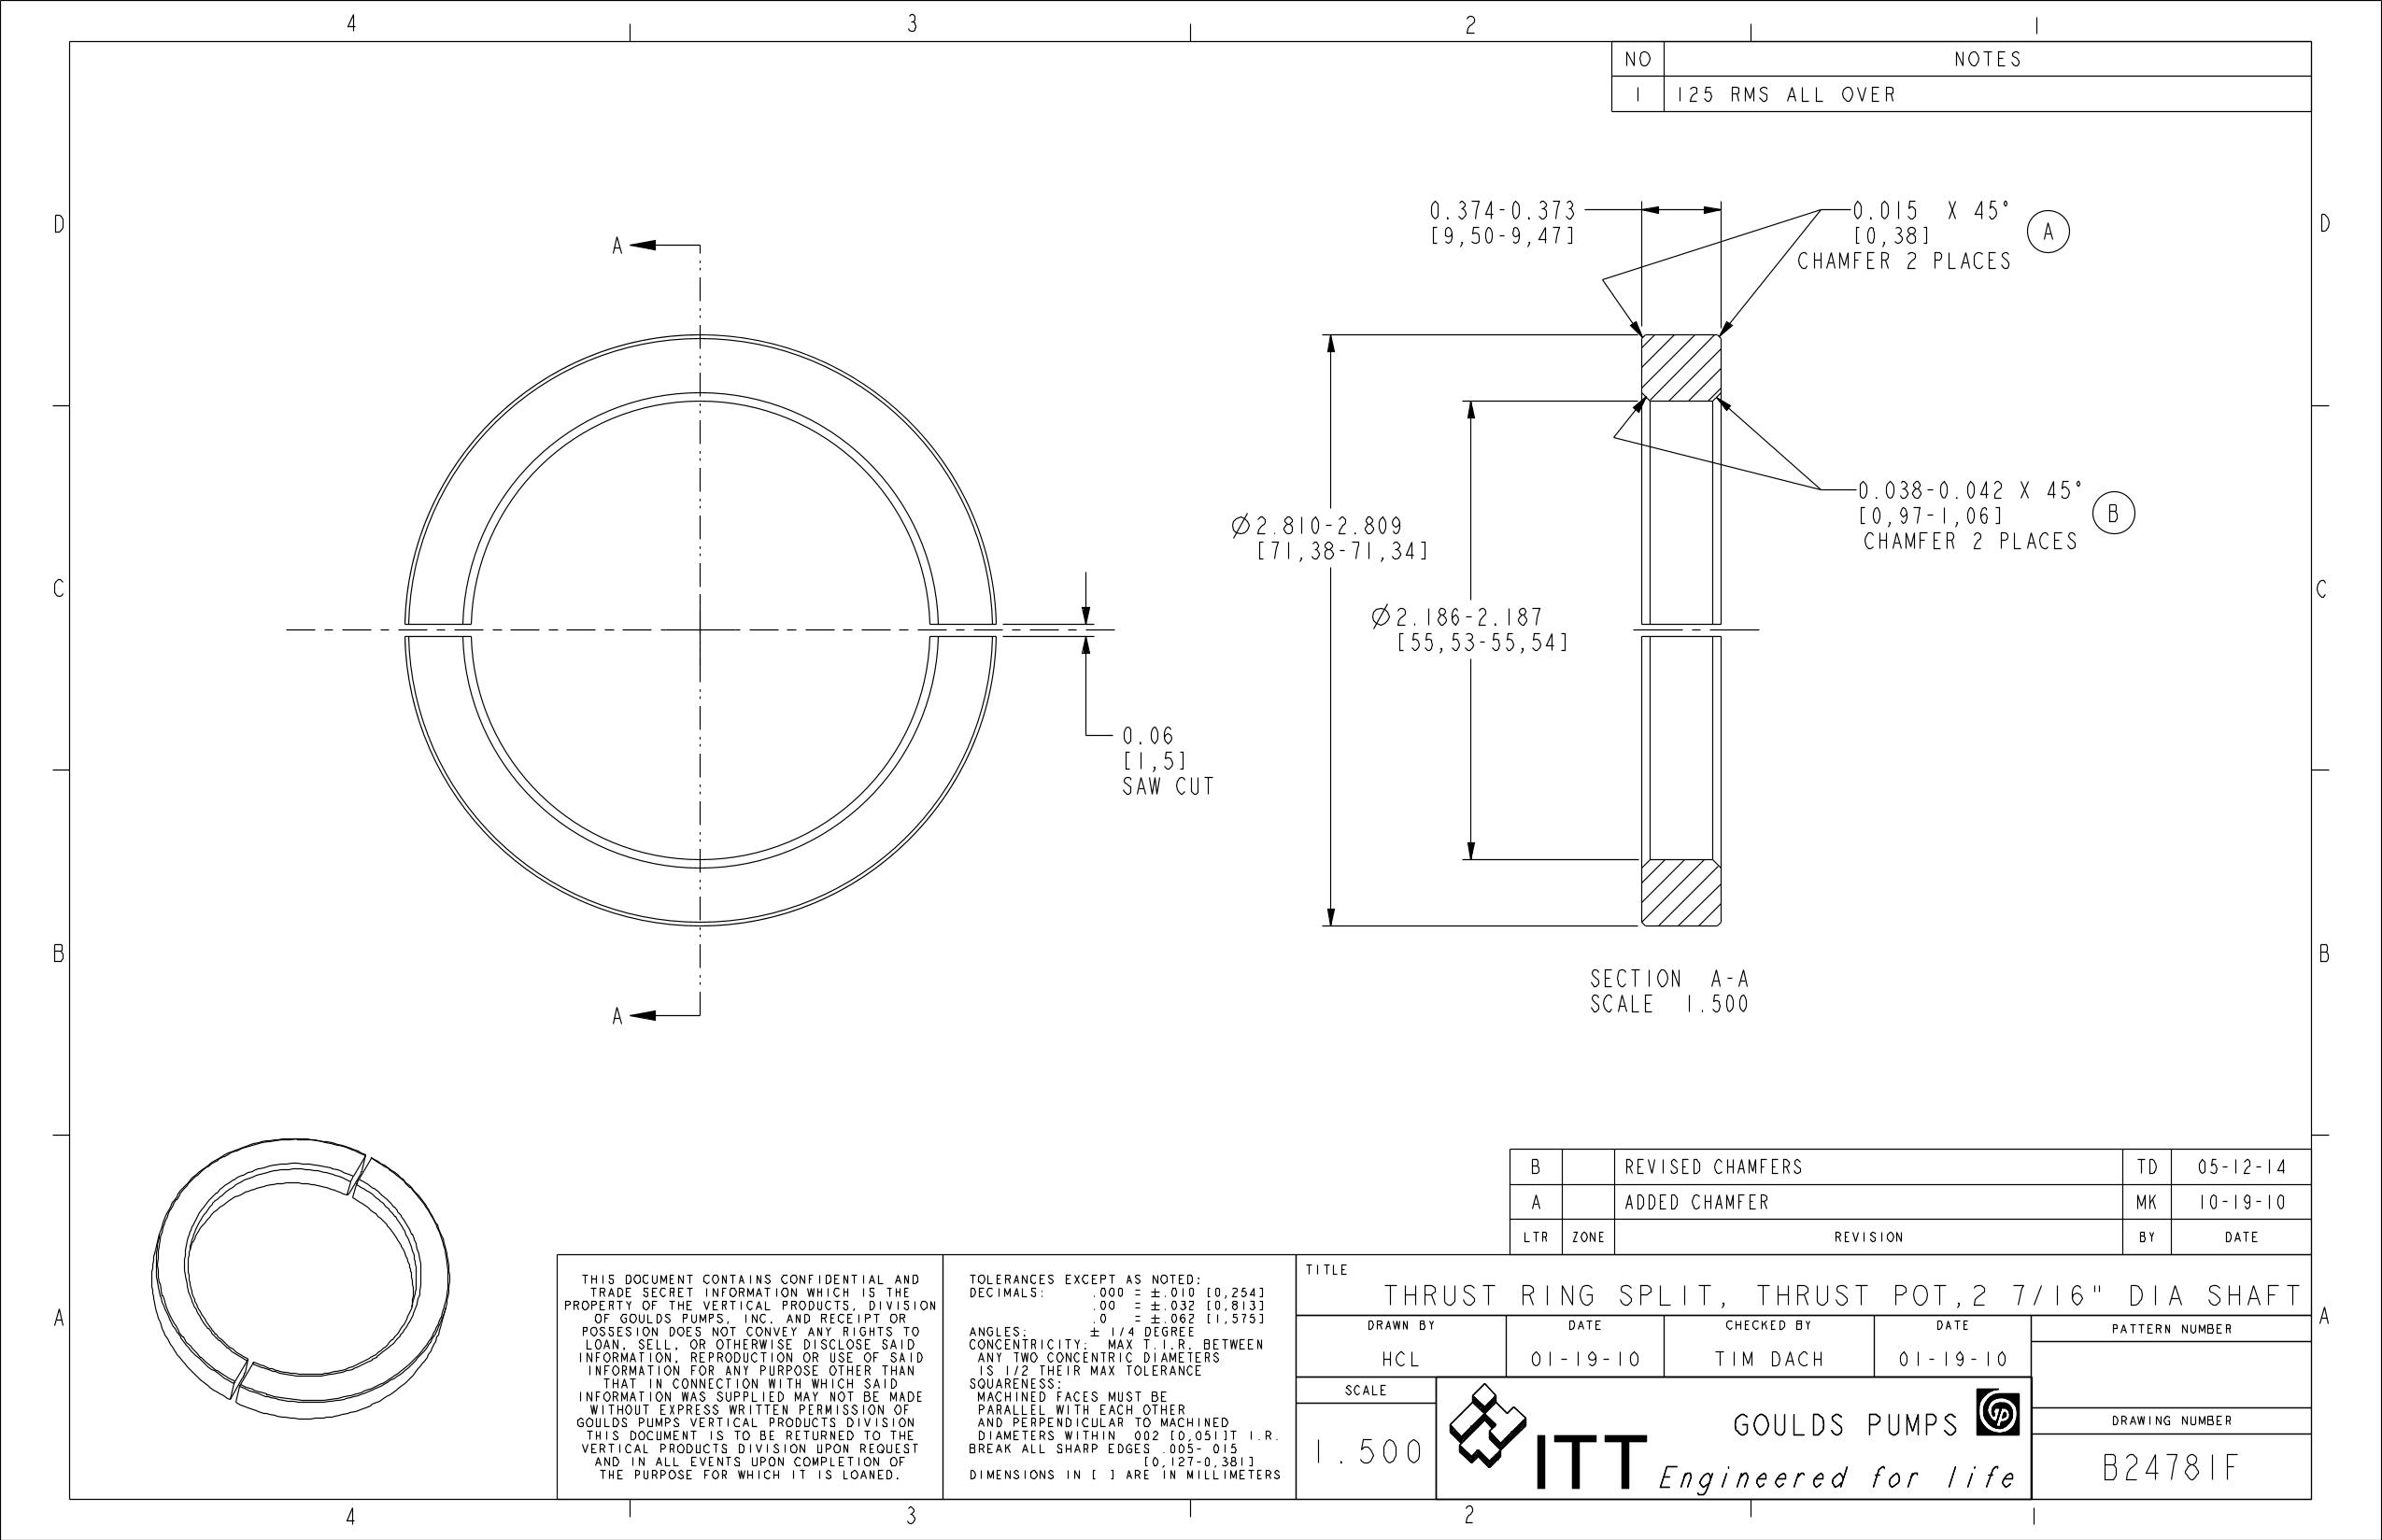 4
3
2
1
NO NOTES
1 125 RMS ALL OVER
D
D
C
C
B
B
A
A
A
A
0.374-0.373
[9,50-9,47]
0.015 X 45°
[0,38]
CHAMFER 2 PLACES
A
0.038-0.042 X 45°
[0,97-1,06]
CHAMFER 2 PLACES
B
Ø2.810-2.809
[71,38-71,34]
Ø2.186-2.187
[55,53-55,54]
0.06
[1,5]
SAW CUT
SECTION A-A
SCALE 1.500
B REVISED CHAMFERS TD 05-12-14
A ADDED CHAMFER MK 10-19-10
LTR ZONE REVISION BY DATE
THIS DOCUMENT CONTAINS CONFIDENTIAL AND
TRADE SECRET INFORMATION WHICH IS THE
PROPERTY OF THE VERTICAL PRODUCTS, DIVISION
OF GOULDS PUMPS, INC. AND RECEIPT OR
POSSESION DOES NOT CONVEY ANY RIGHTS TO
LOAN, SELL, OR OTHERWISE DISCLOSE SAID
INFORMATION, REPRODUCTION OR USE OF SAID
INFORMATION FOR ANY PURPOSE OTHER THAN
THAT IN CONNECTION WITH WHICH SAID
INFORMATION WAS SUPPLIED MAY NOT BE MADE
WITHOUT EXPRESS WRITTEN PERMISSION OF
GOULDS PUMPS VERTICAL PRODUCTS DIVISION
THIS DOCUMENT IS TO BE RETURNED TO THE
VERTICAL PRODUCTS DIVISION UPON REQUEST
AND IN ALL EVENTS UPON COMPLETION OF
THE PURPOSE FOR WHICH IT IS LOANED.
TOLERANCES EXCEPT AS NOTED:
DECIMALS: .000 = ±.010 [0,254]
.00 = ±.032 [0,813]
.0 = ±.062 [1,575]
ANGLES: ± 1/4 DEGREE
CONCENTRICITY: MAX T.I.R. BETWEEN
ANY TWO CONCENTRIC DIAMETERS
IS 1/2 THEIR MAX TOLERANCE
SQUARENESS:
MACHINED FACES MUST BE
PARALLEL WITH EACH OTHER
AND PERPENDICULAR TO MACHINED
DIAMETERS WITHIN .002 [0,051]T.I.R.
BREAK ALL SHARP EDGES .005-.015
[0,127-0,381]
DIMENSIONS IN [ ] ARE IN MILLIMETERS
TITLE
THRUST RING SPLIT, THRUST POT,2 7/16" DIA SHAFT
DRAWN BY DATE CHECKED BY DATE PATTERN NUMBER
HCL 01-19-10 TIM DACH 01-19-10
SCALE
1.500
ITT
GOULDS PUMPS
Engineered for life
DRAWING NUMBER
B24781F
4
3
2
1